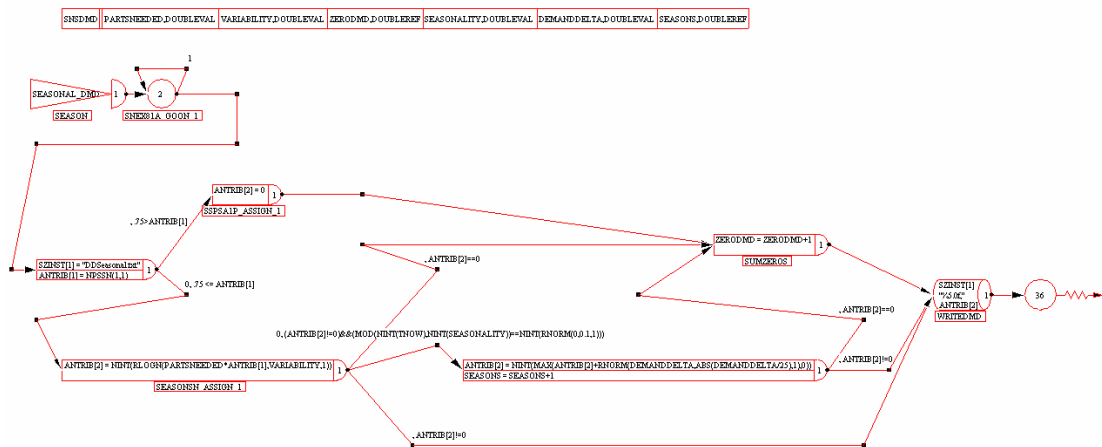 SNSDMD PARTSNEEDED,DOUBLEVAL VARIABILITY,DOUBLEVAL ZERODMD,DOUBLEREF SEASONALITY,DOUBLEVAL DEMANDDELTA,DOUBLEVAL SEASONS,DOUBLEREF
1
SEASONAL_DMD 1 2
SEASON SNEX81A_GOON_1
ANTRIB[2] = 0 1
SSPSA1P_ASSIGN_1
,.75>ANTRIB[1]
ZERODMD = ZERODMD+1 1
SUMZEROS
SZINST[1] = "DDSeasonal.txt"
ANTRIB[1] = NPSSN(1,1) 1
,ANTRIB[2]==0
0,.75 <= ANTRIB[1]
SZINST[1]
"%5.0f,"
ANTRIB[2] 1 36
WRITEDMD
,ANTRIB[2]==0
0,(ANTRIB[2]!=0)&&(MOD(NINT(TNOW),NINT(SEASONALITY))==NINT(RNORM(0,0.1,1)))
ANTRIB[2] = NINT(RLOGN(PARTSNEEDED*ANTRIB[1],VARIABILITY,1)) 1
SEASONSN_ASSIGN_1
ANTRIB[2] = NINT(MAX(ANTRIB[2]+RNORM(DEMANDDELTA,ABS(DEMANDDELTA/25),1),0))
SEASONS = SEASONS+1 1
,ANTRIB[2]!=0
,ANTRIB[2]!=0